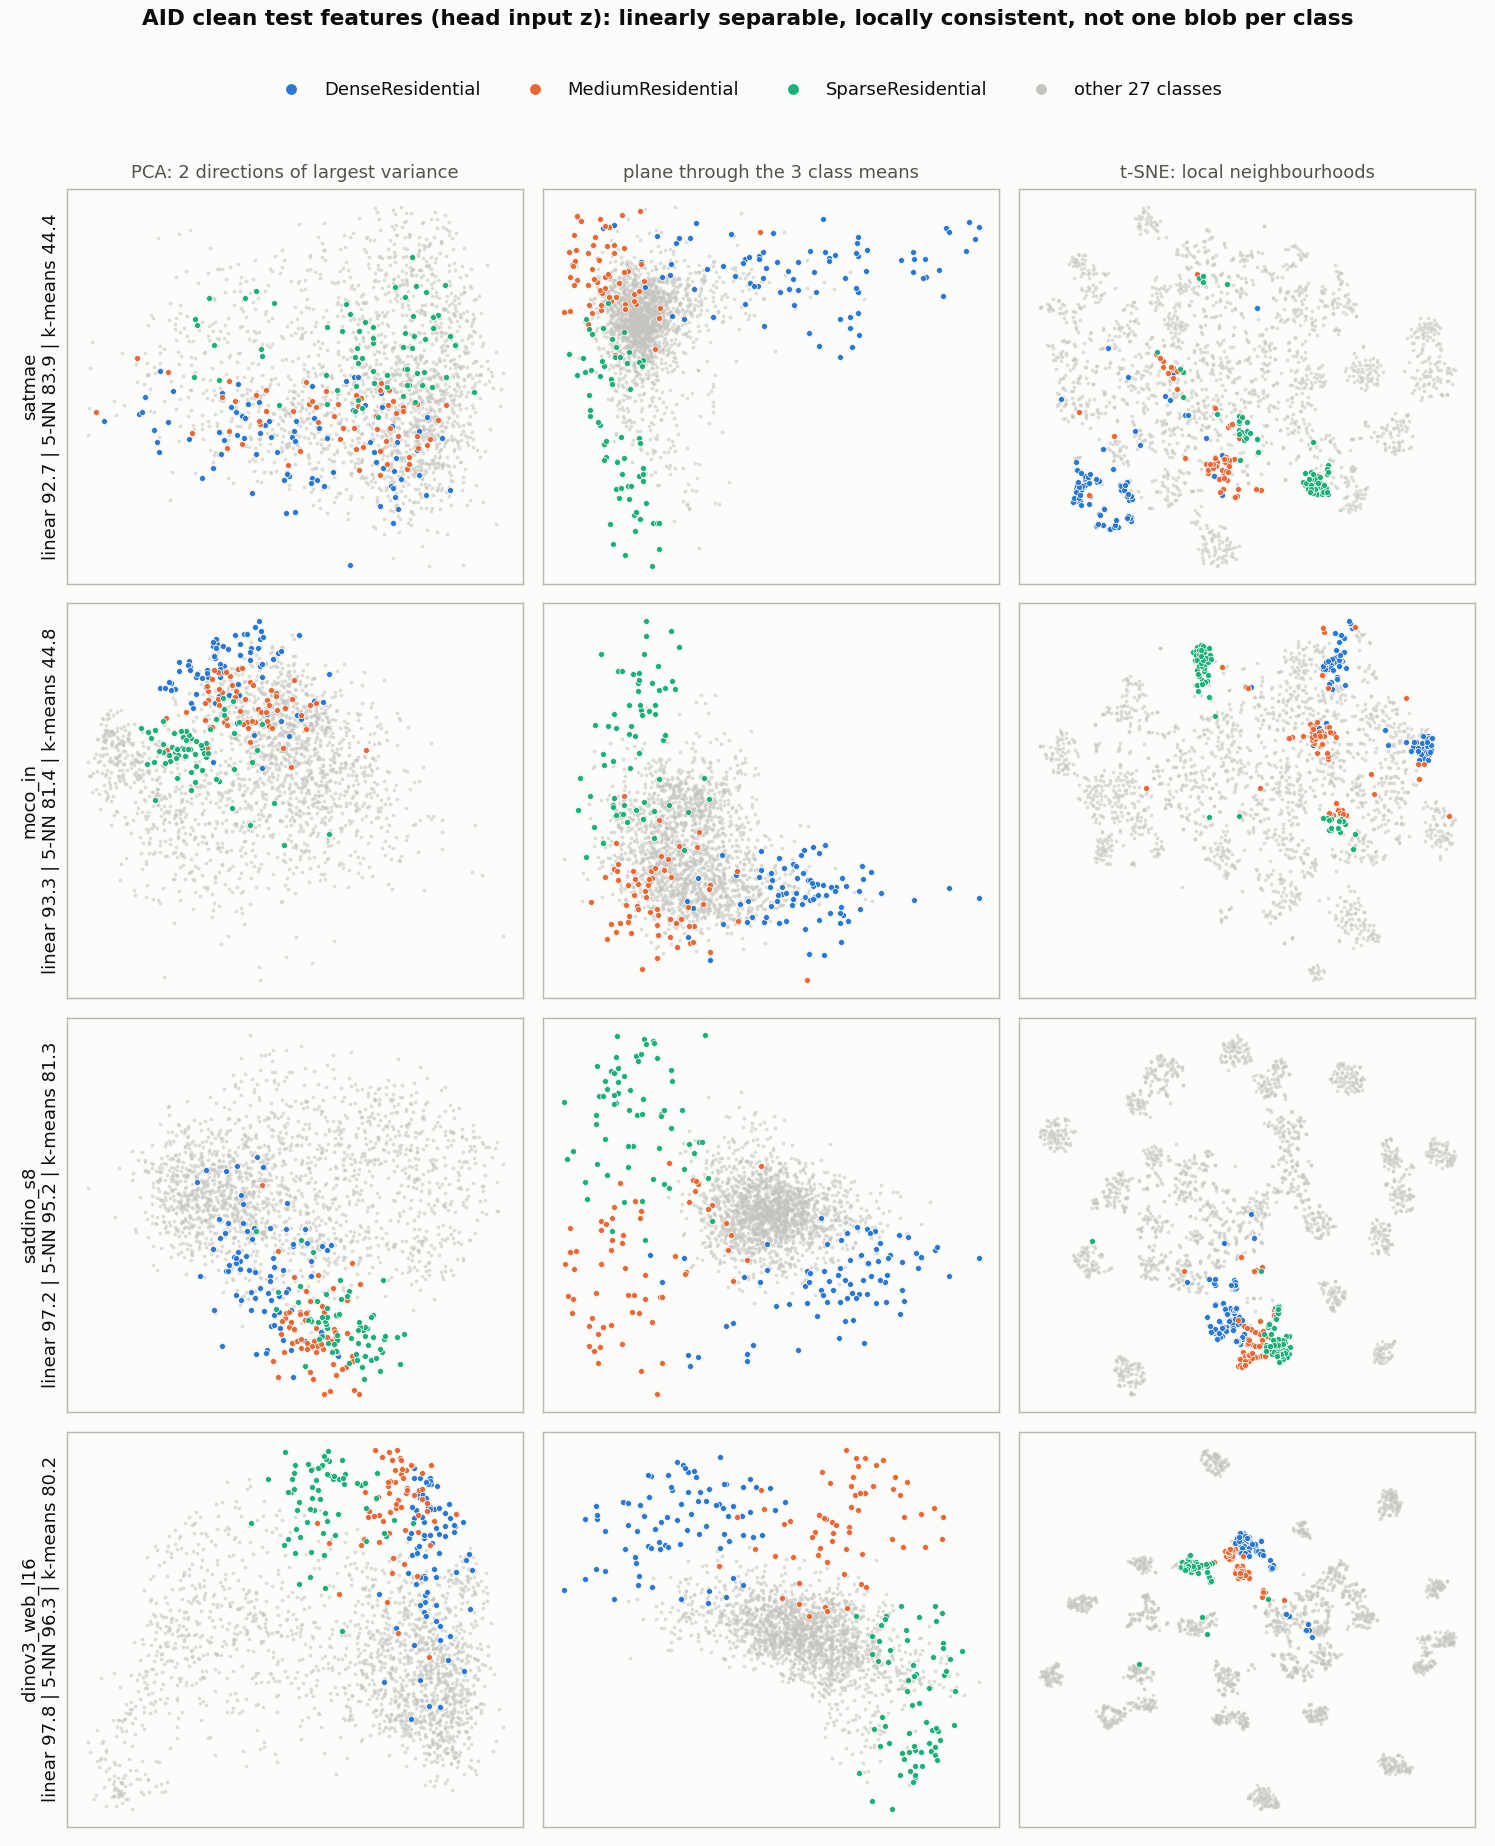 AID clean test features (head input z): linearly separable, locally consistent, not one blob per class
DenseResidential
MediumResidential
SparseResidential
other 27 classes
PCA: 2 directions of largest variance
plane through the 3 class means
t-SNE: local neighbourhoods
satmae
linear 92.7 | 5-NN 83.9 | k-means 44.4
moco_in
linear 93.3 | 5-NN 81.4 | k-means 44.8
satdino_s8
linear 97.2 | 5-NN 95.2 | k-means 81.3
dinov3_web_l16
linear 97.8 | 5-NN 96.3 | k-means 80.2